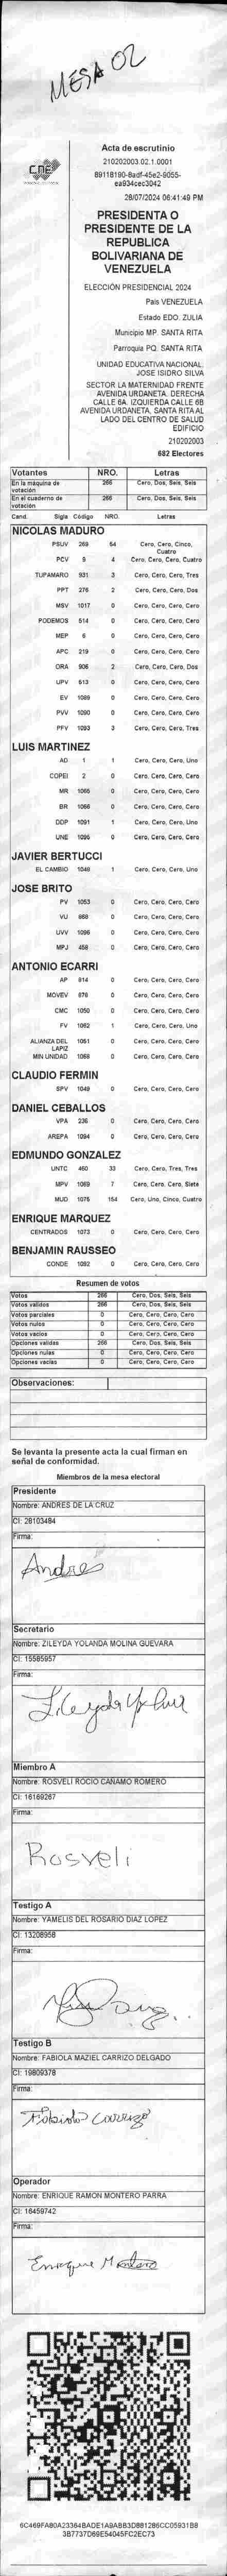 MESA 02
CNE
Acta de escrutinio
210202003.02.1.0001
89118190-8adf-45e2-9055-
ea934cec3042
28/07/2024 06:41:49 PM
PRESIDENTA O
PRESIDENTE DE LA
REPUBLICA
BOLIVARIANA DE
VENEZUELA
ELECCIÓN PRESIDENCIAL 2024
País VENEZUELA
Estado EDO. ZULIA
Municipio MP. SANTA RITA
Parroquia PQ. SANTA RITA
UNIDAD EDUCATIVA NACIONAL
JOSE ISIDRO SILVA
SECTOR LA MATERNIDAD FRENTE
AVENIDA URDANETA. DERECHA
CALLE 6A. IZQUIERDA CALLE 6B
AVENIDA URDANETA. SANTA RITA AL
LADO DEL CENTRO DE SALUD
EDIFICIO
210202003
682 Electores
Votantes NRO. Letras
En la máquina de votación 266 Cero, Dos, Seis, Seis
En el cuaderno de votación 266 Cero, Dos, Seis, Seis
Cand. Sigla Código NRO. Letras
NICOLAS MADURO
PSUV 269 54 Cero, Cero, Cinco, Cuatro
PCV 9 4 Cero, Cero, Cero, Cuatro
TUPAMARO 931 3 Cero, Cero, Cero, Tres
PPT 276 2 Cero, Cero, Cero, Dos
MSV 1017 0 Cero, Cero, Cero, Cero
PODEMOS 514 0 Cero, Cero, Cero, Cero
MEP 6 0 Cero, Cero, Cero, Cero
APC 219 0 Cero, Cero, Cero, Cero
ORA 906 2 Cero, Cero, Cero, Dos
UPV 513 0 Cero, Cero, Cero, Cero
EV 1089 0 Cero, Cero, Cero, Cero
PVV 1090 0 Cero, Cero, Cero, Cero
PFV 1093 3 Cero, Cero, Cero, Tres
LUIS MARTINEZ
AD 1 1 Cero, Cero, Cero, Uno
COPEI 2 0 Cero, Cero, Cero, Cero
MR 1065 0 Cero, Cero, Cero, Cero
BR 1066 0 Cero, Cero, Cero, Cero
DDP 1091 1 Cero, Cero, Cero, Uno
UNE 1095 0 Cero, Cero, Cero, Cero
JAVIER BERTUCCI
EL CAMBIO 1049 1 Cero, Cero, Cero, Uno
JOSE BRITO
PV 1053 0 Cero, Cero, Cero, Cero
VU 868 0 Cero, Cero, Cero, Cero
UVV 1096 0 Cero, Cero, Cero, Cero
MPJ 458 0 Cero, Cero, Cero, Cero
ANTONIO ECARRI
AP 814 0 Cero, Cero, Cero, Cero
MOVEV 876 0 Cero, Cero, Cero, Cero
CMC 1050 0 Cero, Cero, Cero, Cero
FV 1062 1 Cero, Cero, Cero, Uno
ALIANZA DEL LAPIZ 1051 0 Cero, Cero, Cero, Cero
MIN UNIDAD 1068 0 Cero, Cero, Cero, Cero
CLAUDIO FERMIN
SPV 1048 0 Cero, Cero, Cero, Cero
DANIEL CEBALLOS
VPA 236 0 Cero, Cero, Cero, Cero
AREPA 1094 0 Cero, Cero, Cero, Cero
EDMUNDO GONZALEZ
UNTC 460 33 Cero, Cero, Tres, Tres
MPV 1069 7 Cero, Cero, Cero, Siete
MUD 1075 154 Cero, Uno, Cinco, Cuatro
ENRIQUE MARQUEZ
CENTRADOS 1073 0 Cero, Cero, Cero, Cero
BENJAMIN RAUSSEO
CONDE 1092 0 Cero, Cero, Cero, Cero
Resumen de votos
Votos 266 Cero, Dos, Seis, Seis
Votos válidos 266 Cero, Dos, Seis, Seis
Votos parciales 0 Cero, Cero, Cero, Cero
Votos nulos 0 Cero, Cero, Cero, Cero
Votos vacíos 0 Cero, Cero, Cero, Cero
Opciones válidas 266 Cero, Dos, Seis, Seis
Opciones nulas 0 Cero, Cero, Cero, Cero
Opciones vacías 0 Cero, Cero, Cero, Cero
Observaciones:
Se levanta la presente acta la cual firman en
señal de conformidad.
Miembros de la mesa electoral
Presidente
Nombre: ANDRES DE LA CRUZ
CI: 28103484
Firma:
Andres
Secretario
Nombre: ZILEYDA YOLANDA MOLINA GUEVARA
CI: 15585957
Firma:
Miembro A
Nombre: ROSVELI ROCIO CAÑAMO ROMERO
CI: 16169267
Firma:
Rosveli
Testigo A
Nombre: YAMELIS DEL ROSARIO DIAZ LOPEZ
CI: 13208958
Firma:
Testigo B
Nombre: FABIOLA MAZIEL CARRIZO DELGADO
CI: 19809378
Firma:
Fabiola Carrizo
Operador
Nombre: ENRIQUE RAMON MONTERO PARRA
CI: 16459742
Firma:
Enrique Montero
6C469FA80A23364BADE1A9ABB3D881286CC05931B8
3B7737D69E54045FC2EC73